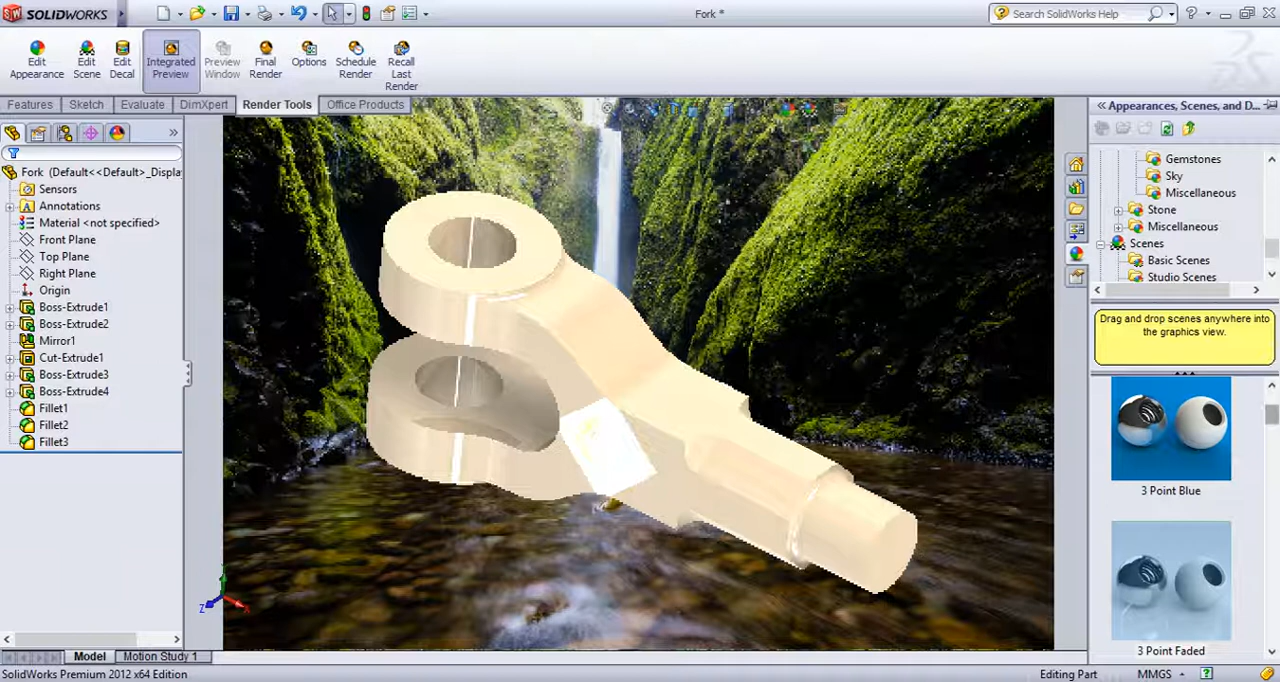 SW SOLIDWORKS
Fork *
Search SolidWorks Help
Edit Appearance
Edit Scene
Edit Decal
Integrated Preview
Preview Window
Final Render
Options
Schedule Render
Recall Last Render
Features
Sketch
Evaluate
DimXpert
Render Tools
Office Products
Fork (Default<<Default>_Displa
Sensors
Annotations
Material <not specified>
Front Plane
Top Plane
Right Plane
Origin
Boss-Extrude1
Boss-Extrude2
Mirror1
Cut-Extrude1
Boss-Extrude3
Boss-Extrude4
Fillet1
Fillet2
Fillet3
Z
X
Appearances, Scenes, and D...
Gemstones
Sky
Miscellaneous
Stone
Miscellaneous
Scenes
Basic Scenes
Studio Scenes
Drag and drop scenes anywhere into
the graphics view.
3 Point Blue
3 Point Faded
Model
Motion Study 1
SolidWorks Premium 2012 x64 Edition
Editing Part
MMGS